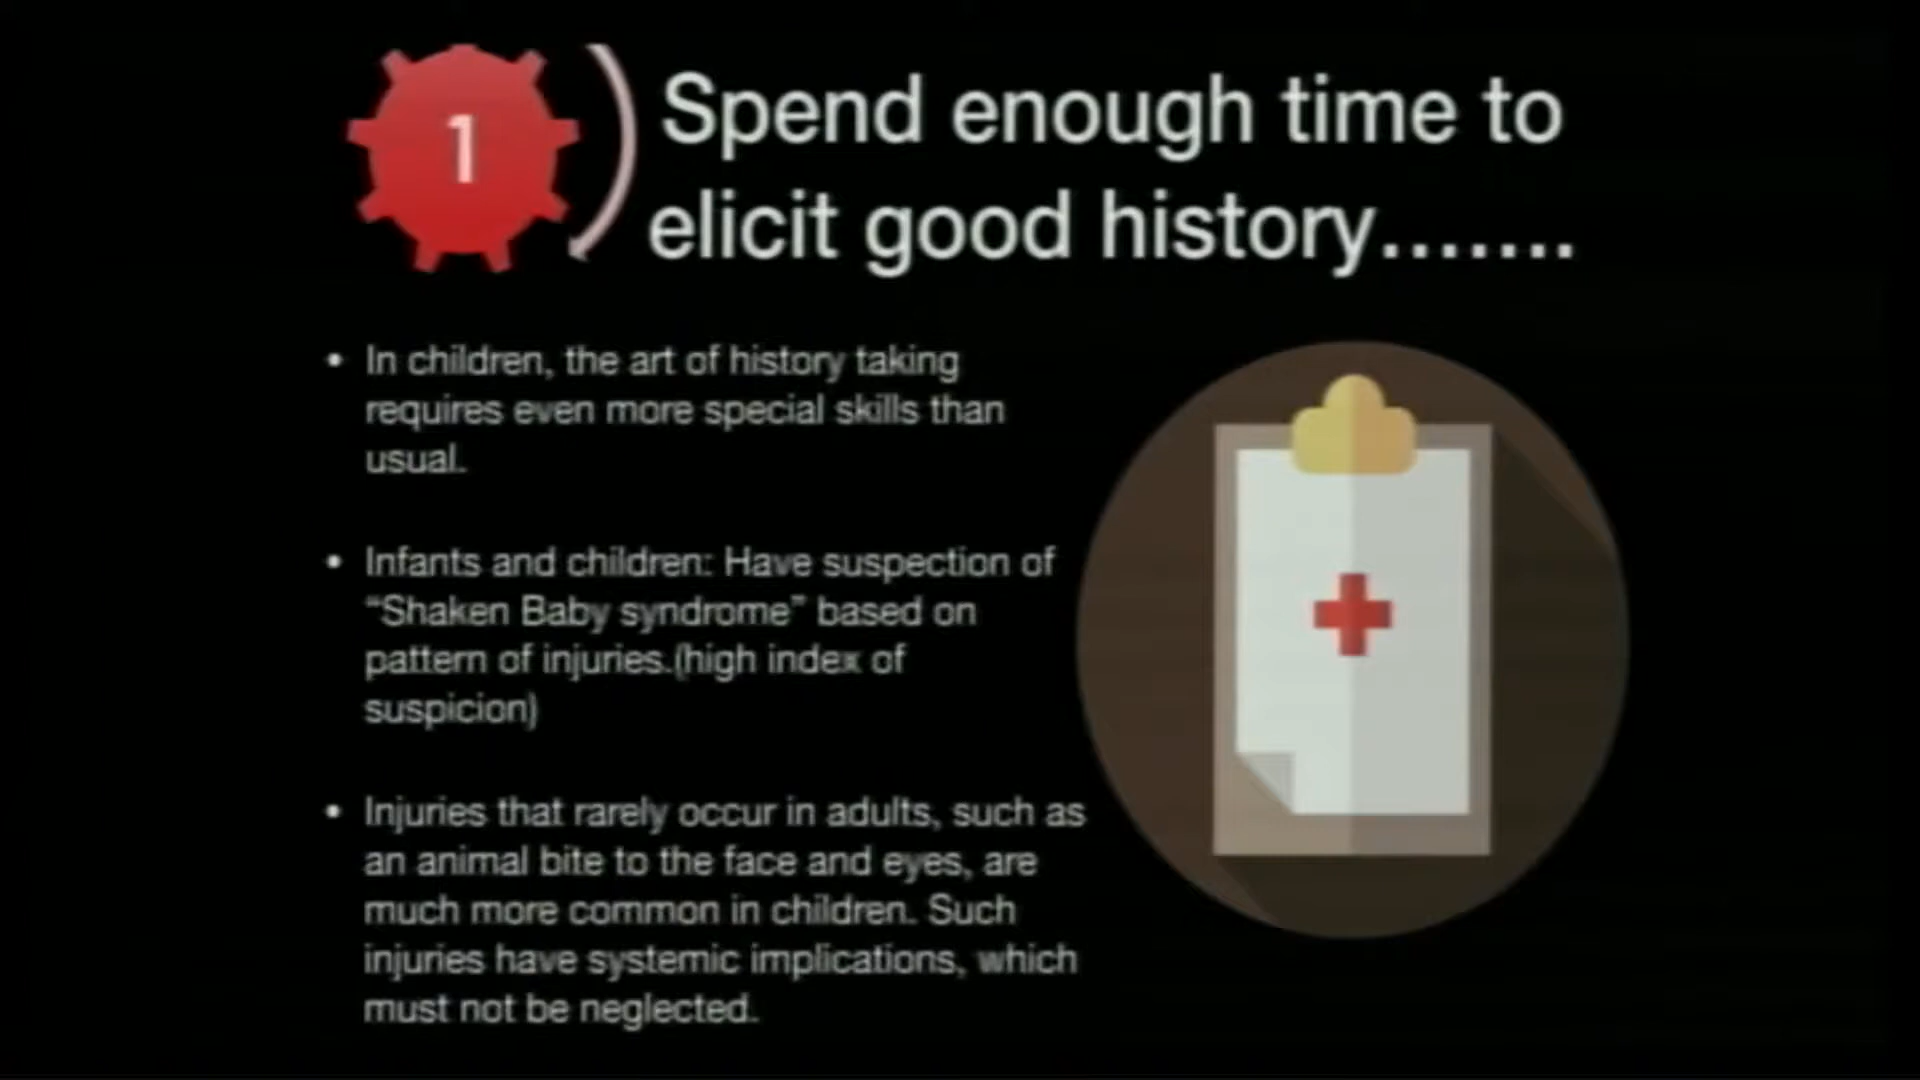 1
Spend enough time to
elicit good history.......
• In children, the art of history taking
requires even more special skills than
usual.
• Infants and children: Have suspection of
“Shaken Baby syndrome” based on
pattern of injuries.(high index of
suspicion)
• Injuries that rarely occur in adults, such as
an animal bite to the face and eyes, are
much more common in children. Such
injuries have systemic implications, which
must not be neglected.